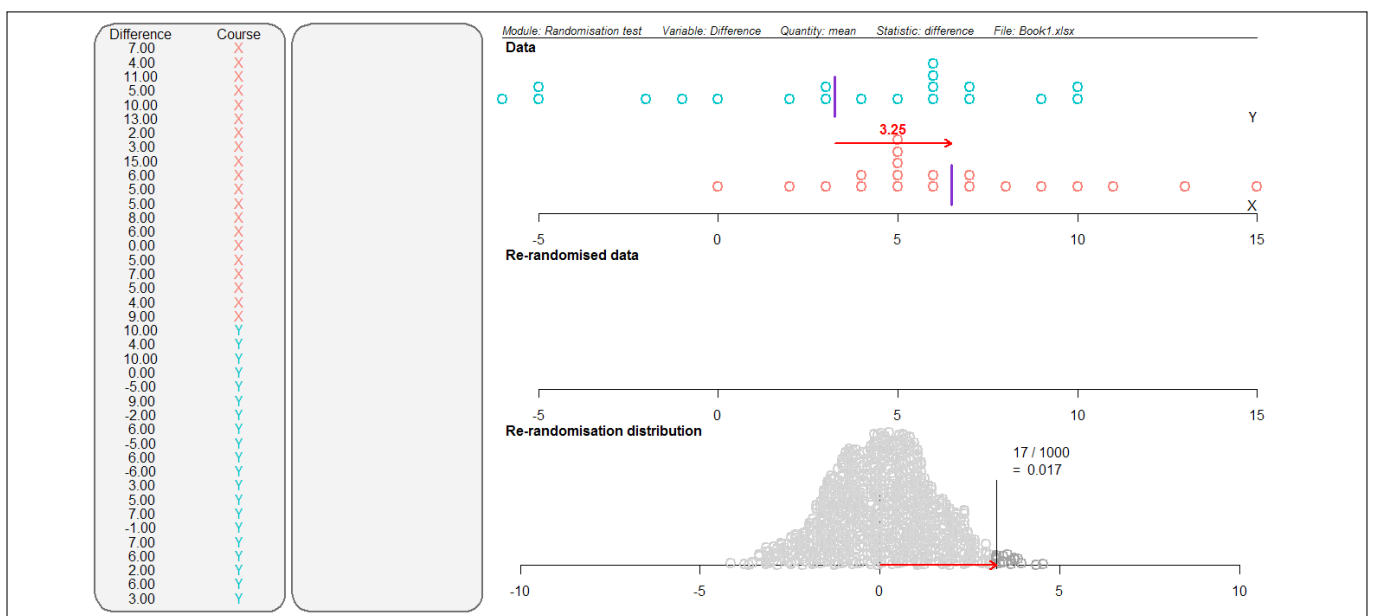 Difference Course
7.00 X
4.00 X
11.00 X
5.00 X
10.00 X
13.00 X
2.00 X
3.00 X
15.00 X
6.00 X
5.00 X
5.00 X
8.00 X
6.00 X
0.00 X
5.00 X
7.00 X
5.00 X
4.00 X
9.00 X
10.00 Y
4.00 Y
10.00 Y
0.00 Y
-5.00 Y
9.00 Y
-2.00 Y
6.00 Y
-5.00 Y
6.00 Y
-6.00 Y
3.00 Y
5.00 Y
7.00 Y
-1.00 Y
7.00 Y
6.00 Y
2.00 Y
6.00 Y
3.00 Y
Module: Randomisation test Variable: Difference Quantity: mean Statistic: difference File: Book1.xlsx
Data
Y
3.25
X
-5 0 5 10 15
Re-randomised data
-5 0 5 10 15
Re-randomisation distribution
17 / 1000
= 0.017
-10 -5 0 5 10